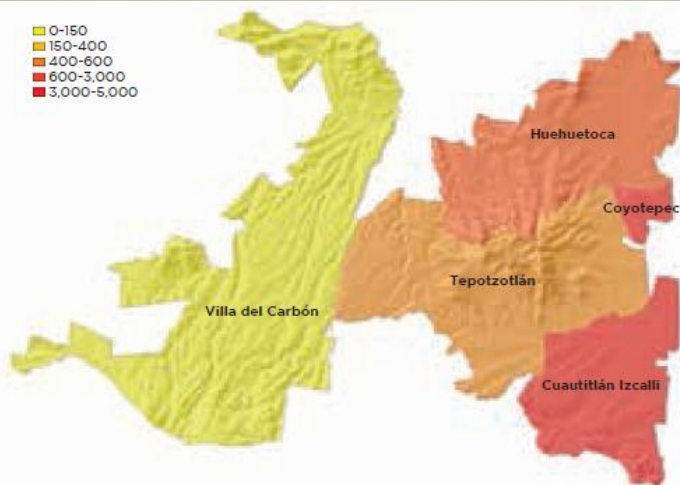 0-150
150-400
400-600
600-3,000
3,000-5,000
Huehuetoca
Coyotepec
Tepotzotlán
Villa del Carbón
Cuautitlán Izcalli